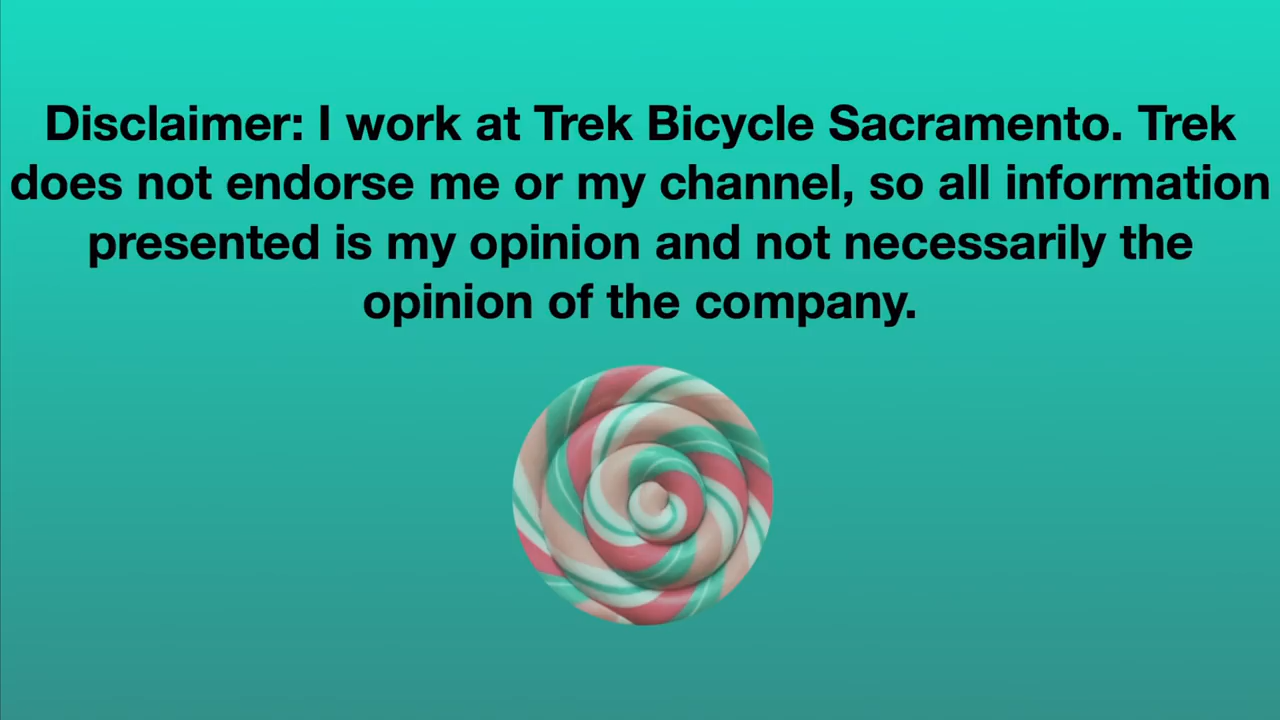 Disclaimer: I work at Trek Bicycle Sacramento. Trek
does not endorse me or my channel, so all information
presented is my opinion and not necessarily the
opinion of the company.